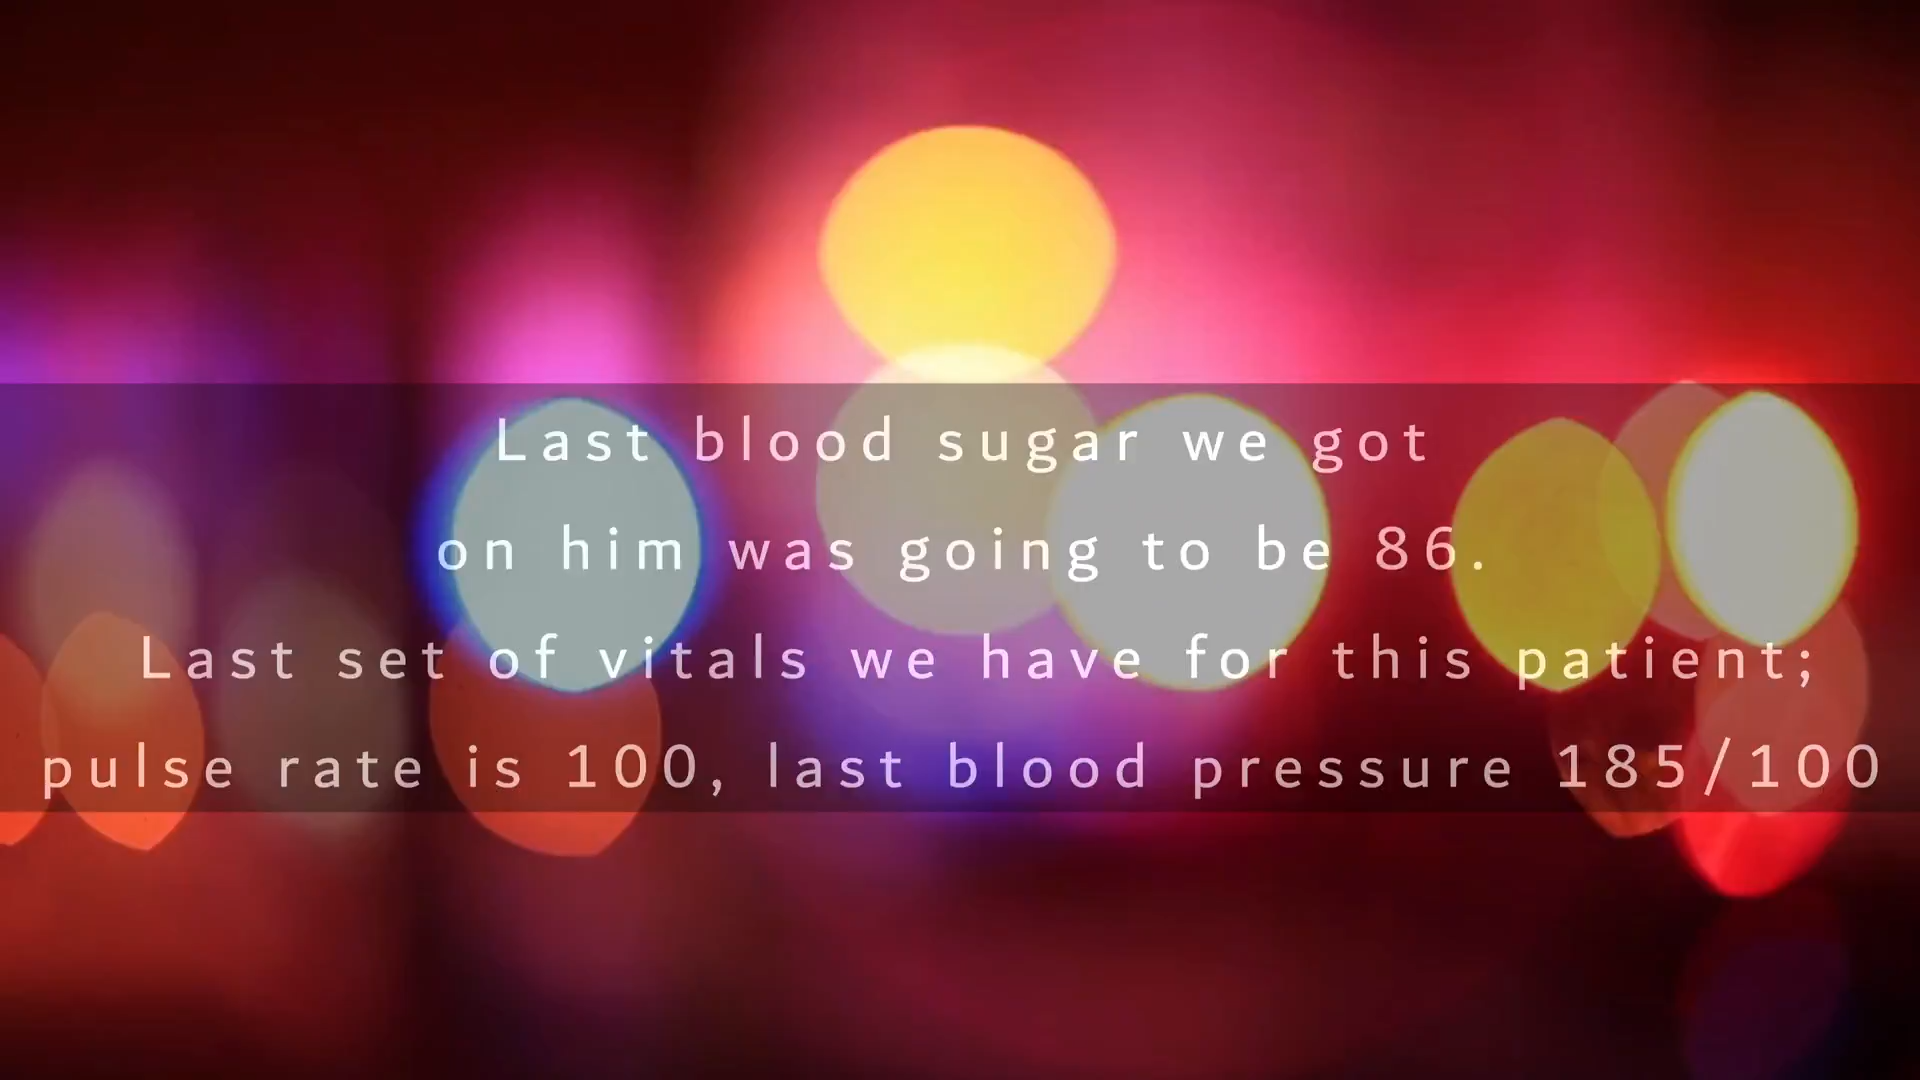 Last blood sugar we got
on him was going to be 86.
Last set of vitals we have for this patient;
pulse rate is 100, last blood pressure 185/100